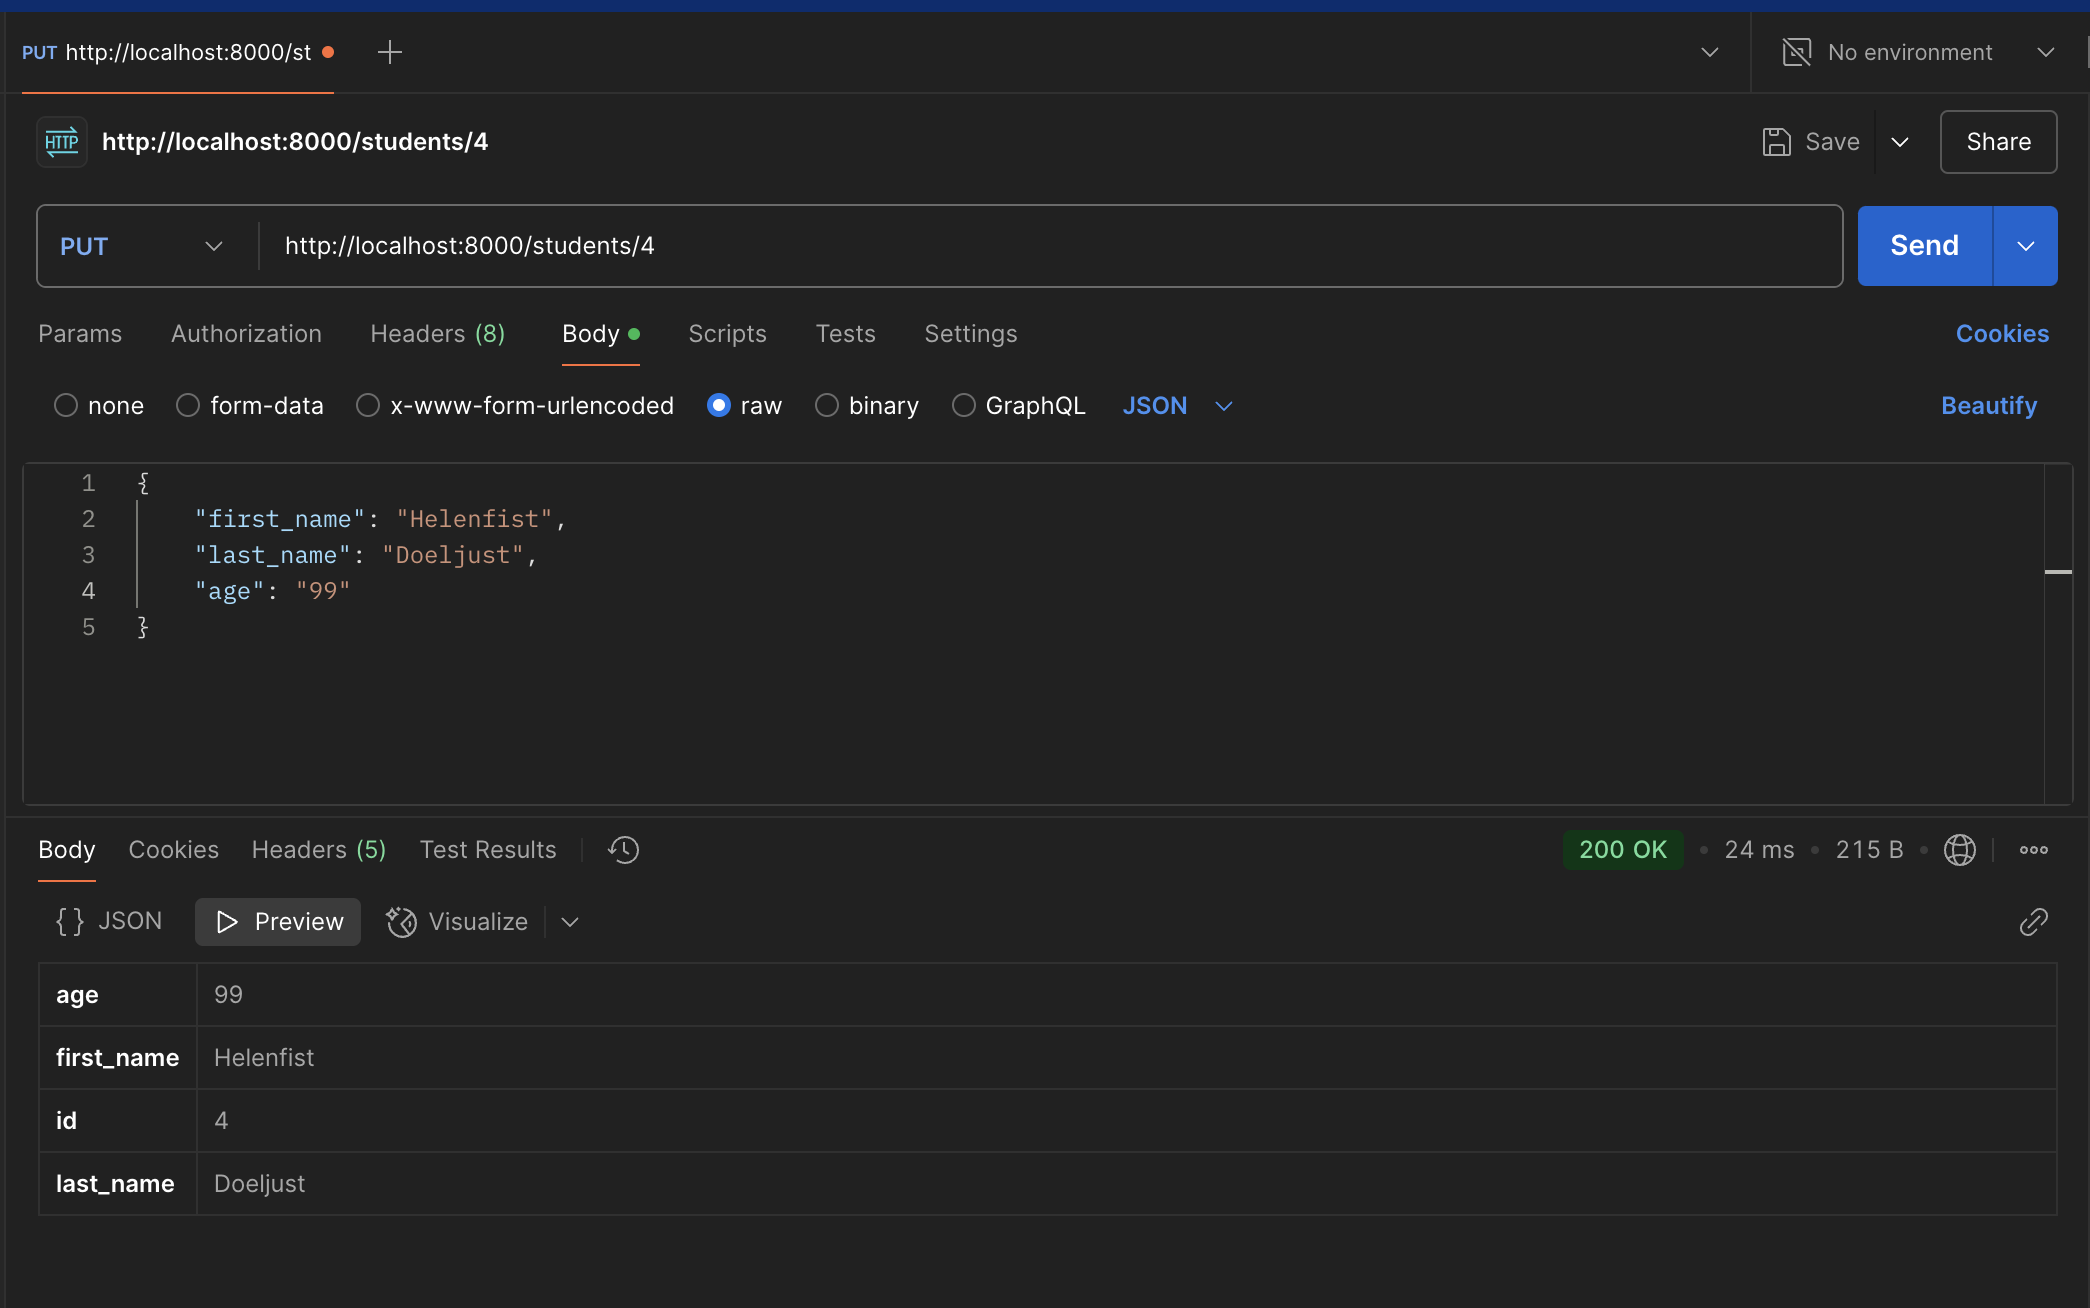 PUT http://localhost:8000/st
No environment
HTTP http://localhost:8000/students/4
Save
Share
PUT
http://localhost:8000/students/4
Send
Params Authorization Headers (8) Body Scripts Tests Settings Cookies
none form-data x-www-form-urlencoded raw binary GraphQL JSON Beautify
1 {
2 "first_name": "Helenfist",
3 "last_name": "Doeljust",
4 "age": "99"
5 }
Body Cookies Headers (5) Test Results 200 OK • 24 ms • 215 B •
{} JSON Preview Visualize
age 99
first_name Helenfist
id 4
last_name Doeljust